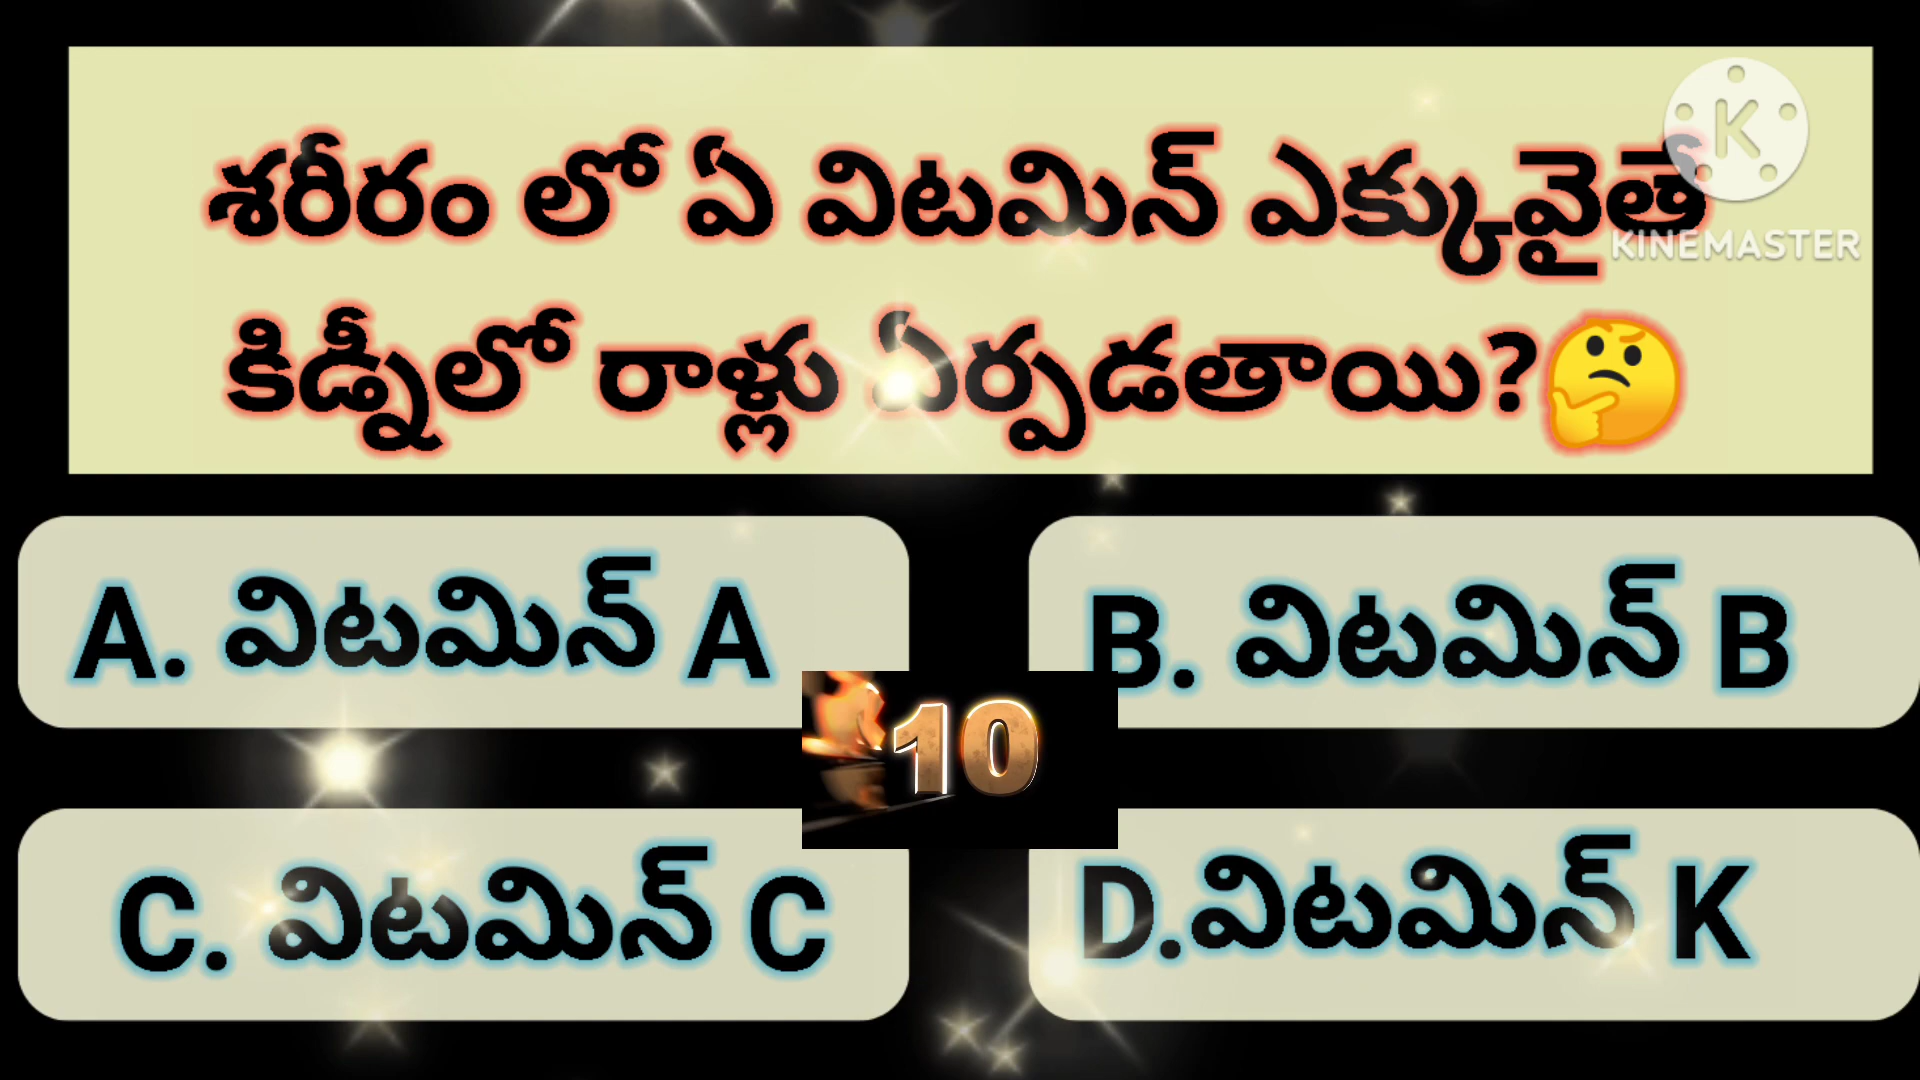 శరీరం లో ఏ విటమిన్ ఎక్కువైతే
కిడ్నీలో రాళ్లు ఏర్పడతాయి?🤔
K
KINEMASTER
A. విటమిన్ A
B. విటమిన్ B
10
C. విటమిన్ C
D.విటమిన్ K